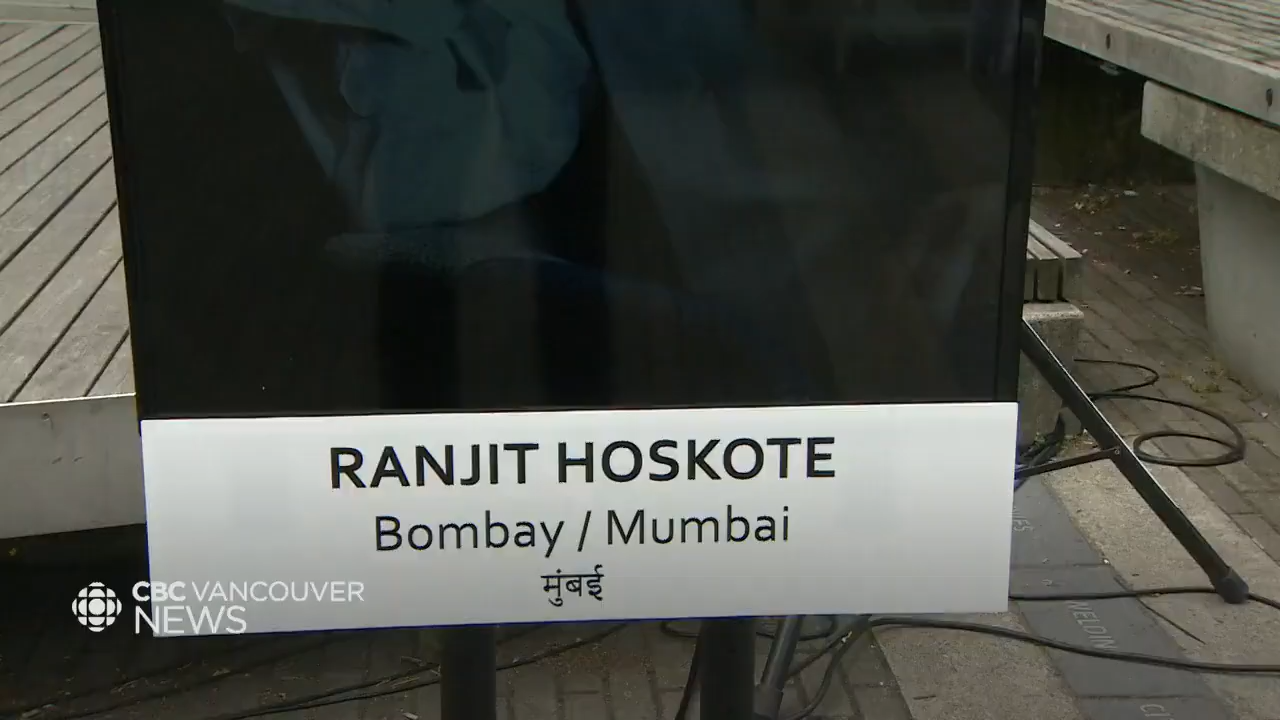 RANJIT HOSKOTE
Bombay / Mumbai
मुंबई
CBC VANCOUVER
NEWS